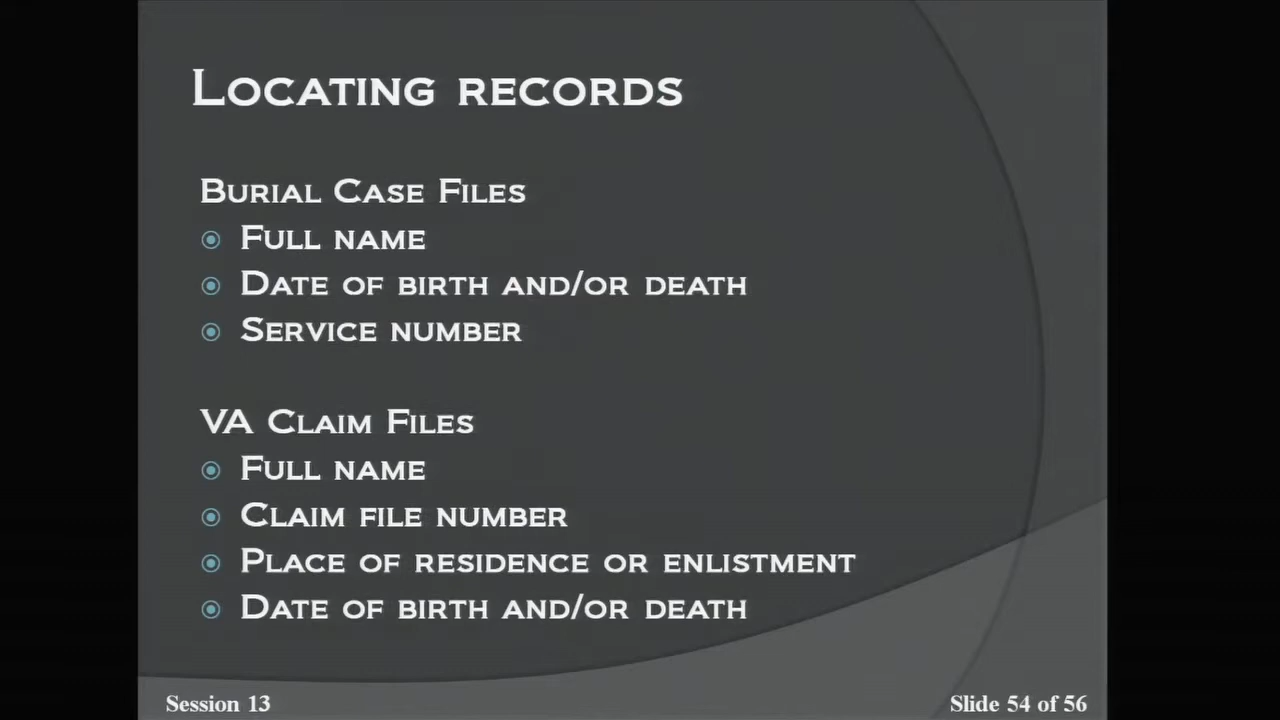 Locating records
Burial Case Files
Full name
Date of birth and/or death
Service number
VA Claim Files
Full name
Claim file number
Place of residence or enlistment
Date of birth and/or death
Session 13
Slide 54 of 56